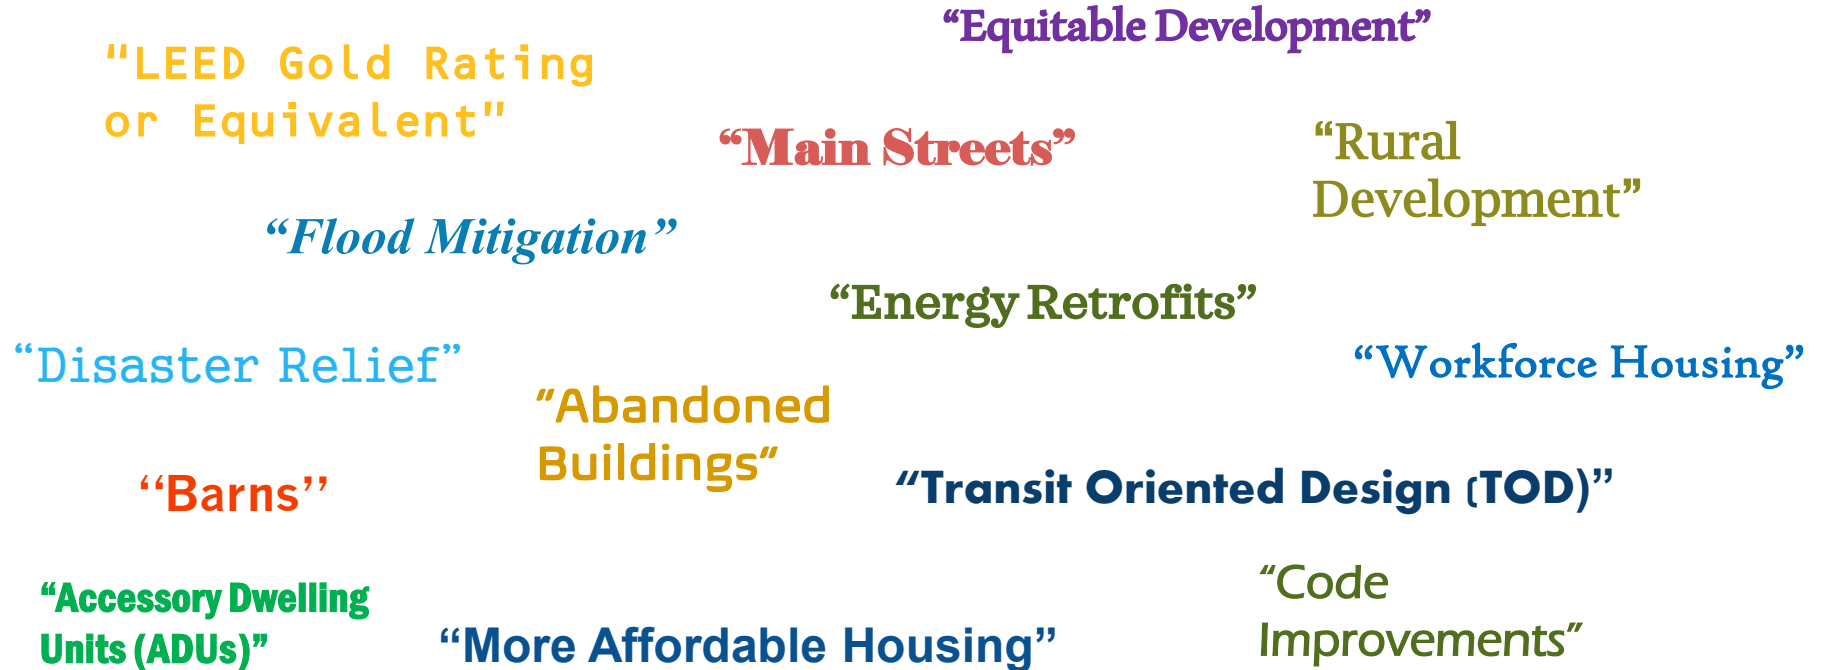 “Equitable Development”
"LEED Gold Rating
or Equivalent"
“Main Streets”
“Rural
Development”
“Flood Mitigation”
“Energy Retrofits”
“Disaster Relief”
“Workforce Housing”
“Abandoned
Buildings”
“Barns”
“Transit Oriented Design (TOD)”
“Accessory Dwelling
Units (ADUs)”
“More Affordable Housing”
“Code
Improvements”